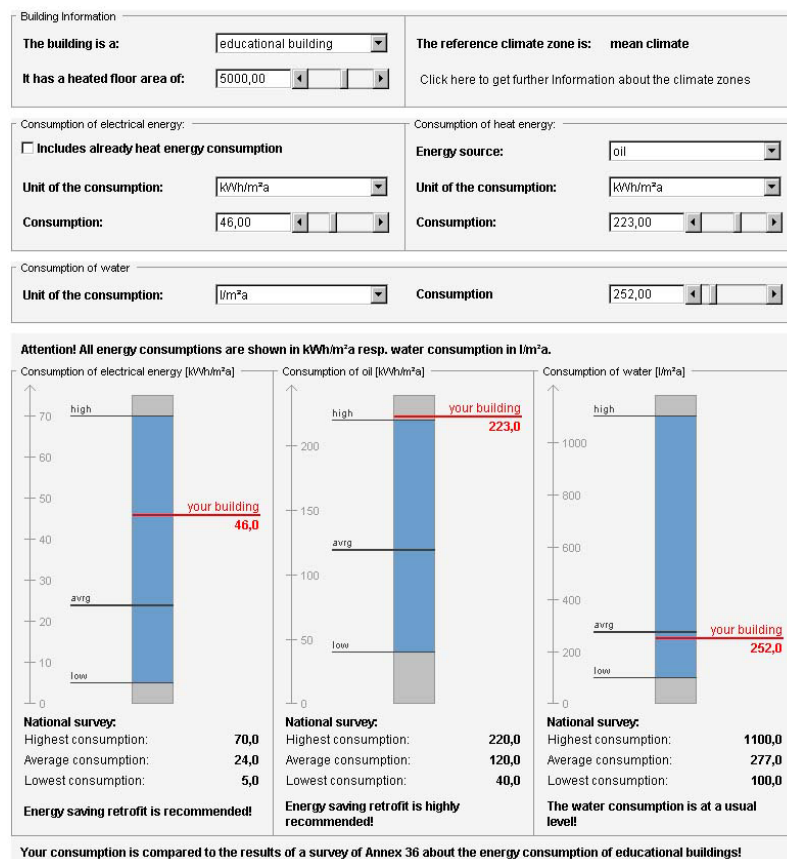 Building Information
The building is a: educational building The reference climate zone is: mean climate
It has a heated floor area of: 5000,00 Click here to get further Information about the climate zones
Consumption of electrical energy: Consumption of heat energy:
Includes already heat energy consumption Energy source: oil
Unit of the consumption: kWh/m²a Unit of the consumption: kWh/m²a
Consumption: 46,00 Consumption: 223,00
Consumption of water
Unit of the consumption: l/m²a Consumption 252,00
Attention! All energy consumptions are shown in kWh/m²a resp. water consumption in l/m²a.
Consumption of electrical energy [kWh/m²a]
70
60
50
40
30
20
10
0
high
your building
46,0
avrg
low
National survey:
Highest consumption: 70,0
Average consumption: 24,0
Lowest consumption: 5,0
Energy saving retrofit is recommended!
Consumption of oil [kWh/m²a]
200
150
100
50
0
high
your building
223,0
avrg
low
National survey:
Highest consumption: 220,0
Average consumption: 120,0
Lowest consumption: 40,0
Energy saving retrofit is highly
recommended!
Consumption of water [l/m²a]
1000
800
600
400
200
0
high
avrg
your building
252,0
low
National survey:
Highest consumption: 1100,0
Average consumption: 277,0
Lowest consumption: 100,0
The water consumption is at a usual
level!
Your consumption is compared to the results of a survey of Annex 36 about the energy consumption of educational buildings!